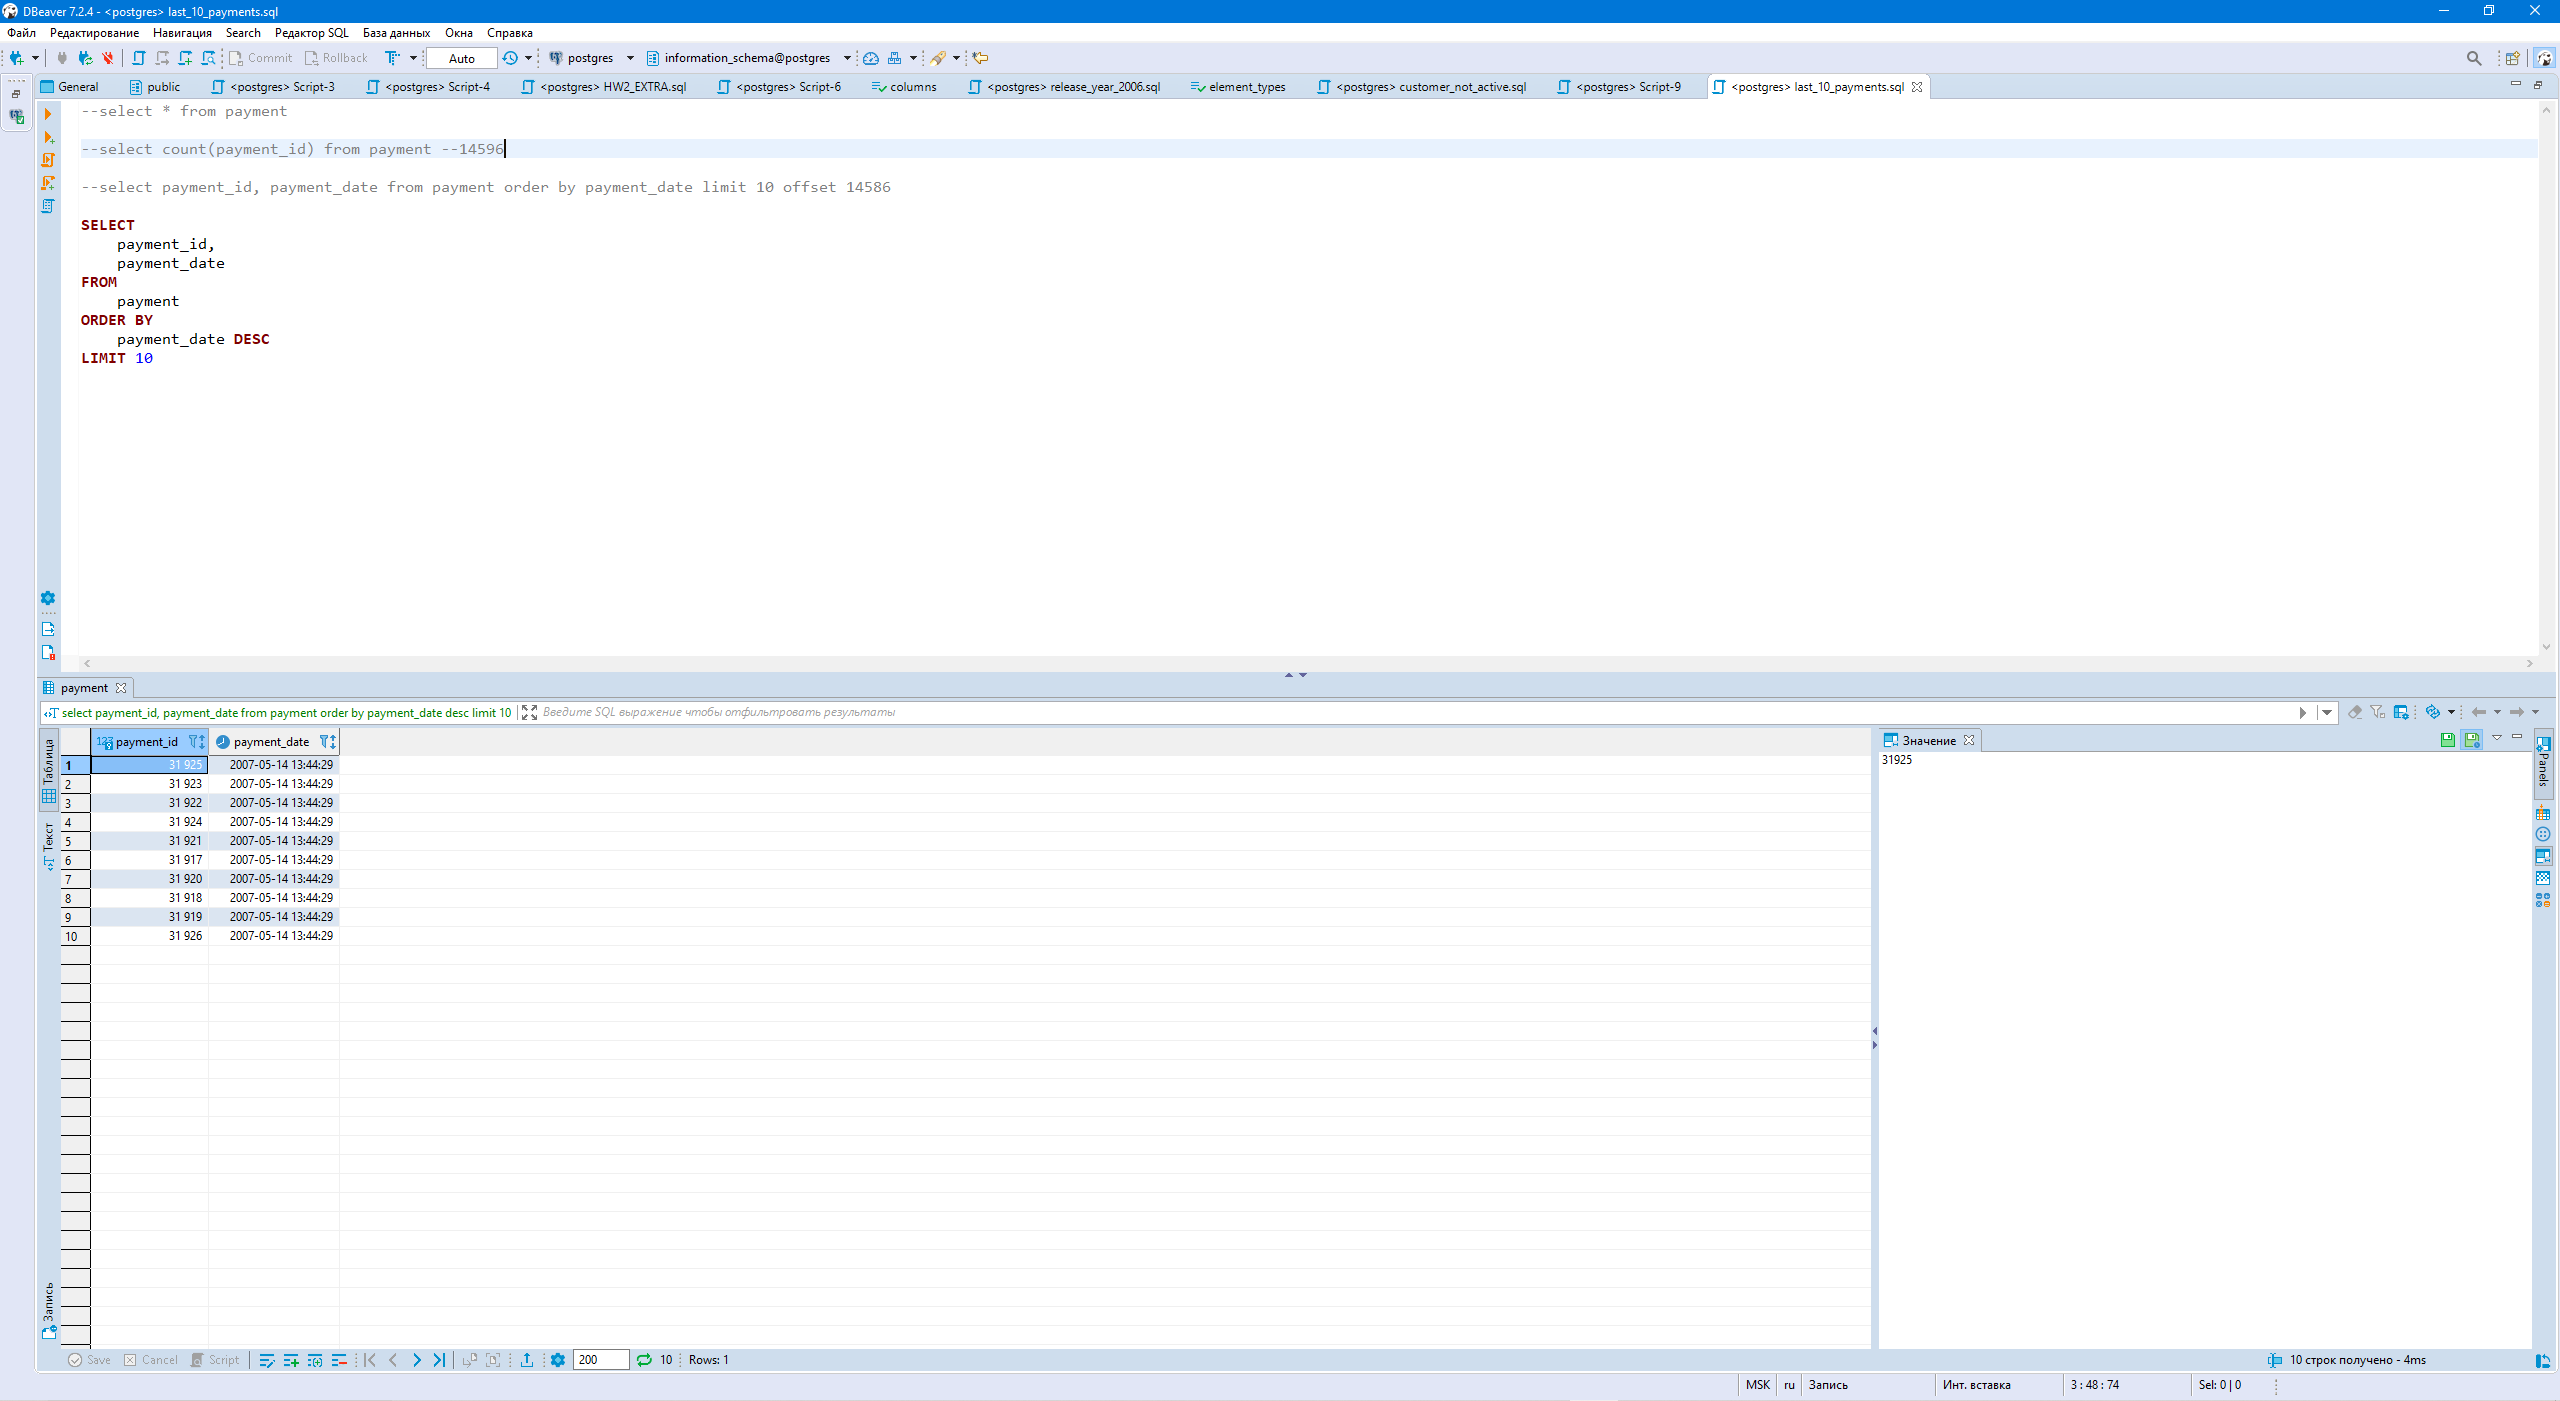 DBeaver 7.2.4 - <postgres> last_10_payments.sql
Файл Редактирование Навигация Search Редактор SQL База данных Окна Справка
Commit Rollback Auto postgres information_schema@postgres
General public <postgres> Script-3 <postgres> Script-4 <postgres> HW2_EXTRA.sql <postgres> Script-6 columns <postgres> release_year_2006.sql element_types <postgres> customer_not_active.sql <postgres> Script-9 <postgres> last_10_payments.sql
--select * from payment
--select count(payment_id) from payment --14596
--select payment_id, payment_date from payment order by payment_date limit 10 offset 14586
SELECT
payment_id,
payment_date
FROM
payment
ORDER BY
payment_date DESC
LIMIT 10
payment
select payment_id, payment_date from payment order by payment_date desc limit 10 Введите SQL выражение чтобы отфильтровать результаты
Таблица
Текст
Запись
payment_id payment_date
1 31 925 2007-05-14 13:44:29
2 31 923 2007-05-14 13:44:29
3 31 922 2007-05-14 13:44:29
4 31 924 2007-05-14 13:44:29
5 31 921 2007-05-14 13:44:29
6 31 917 2007-05-14 13:44:29
7 31 920 2007-05-14 13:44:29
8 31 918 2007-05-14 13:44:29
9 31 919 2007-05-14 13:44:29
10 31 926 2007-05-14 13:44:29
Значение
31925
Panels
Save Cancel Script 200 10 Rows: 1 10 строк получено - 4ms
MSK ru Запись Инт. вставка 3 : 48 : 74 Sel: 0 | 0